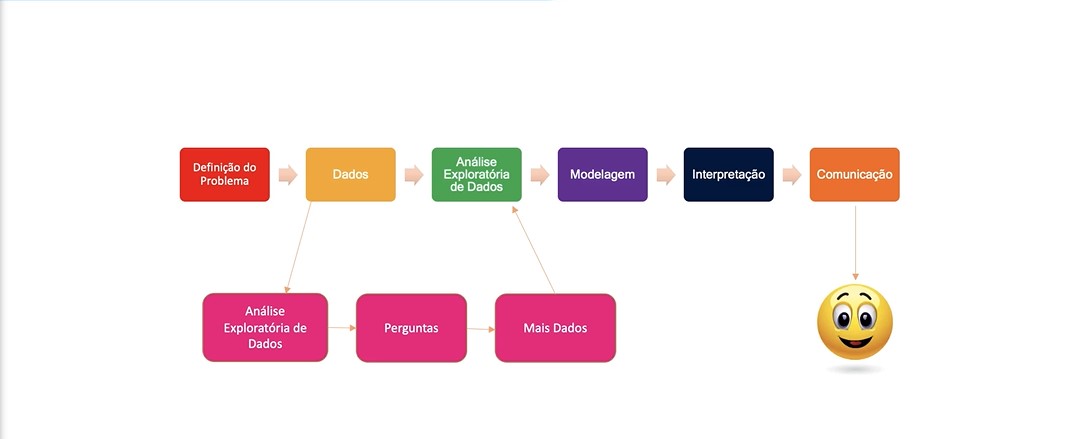 Definição do
Problema
Dados
Análise
Exploratória
de Dados
Modelagem
Interpretação
Comunicação
Análise
Exploratória de
Dados
Perguntas
Mais Dados